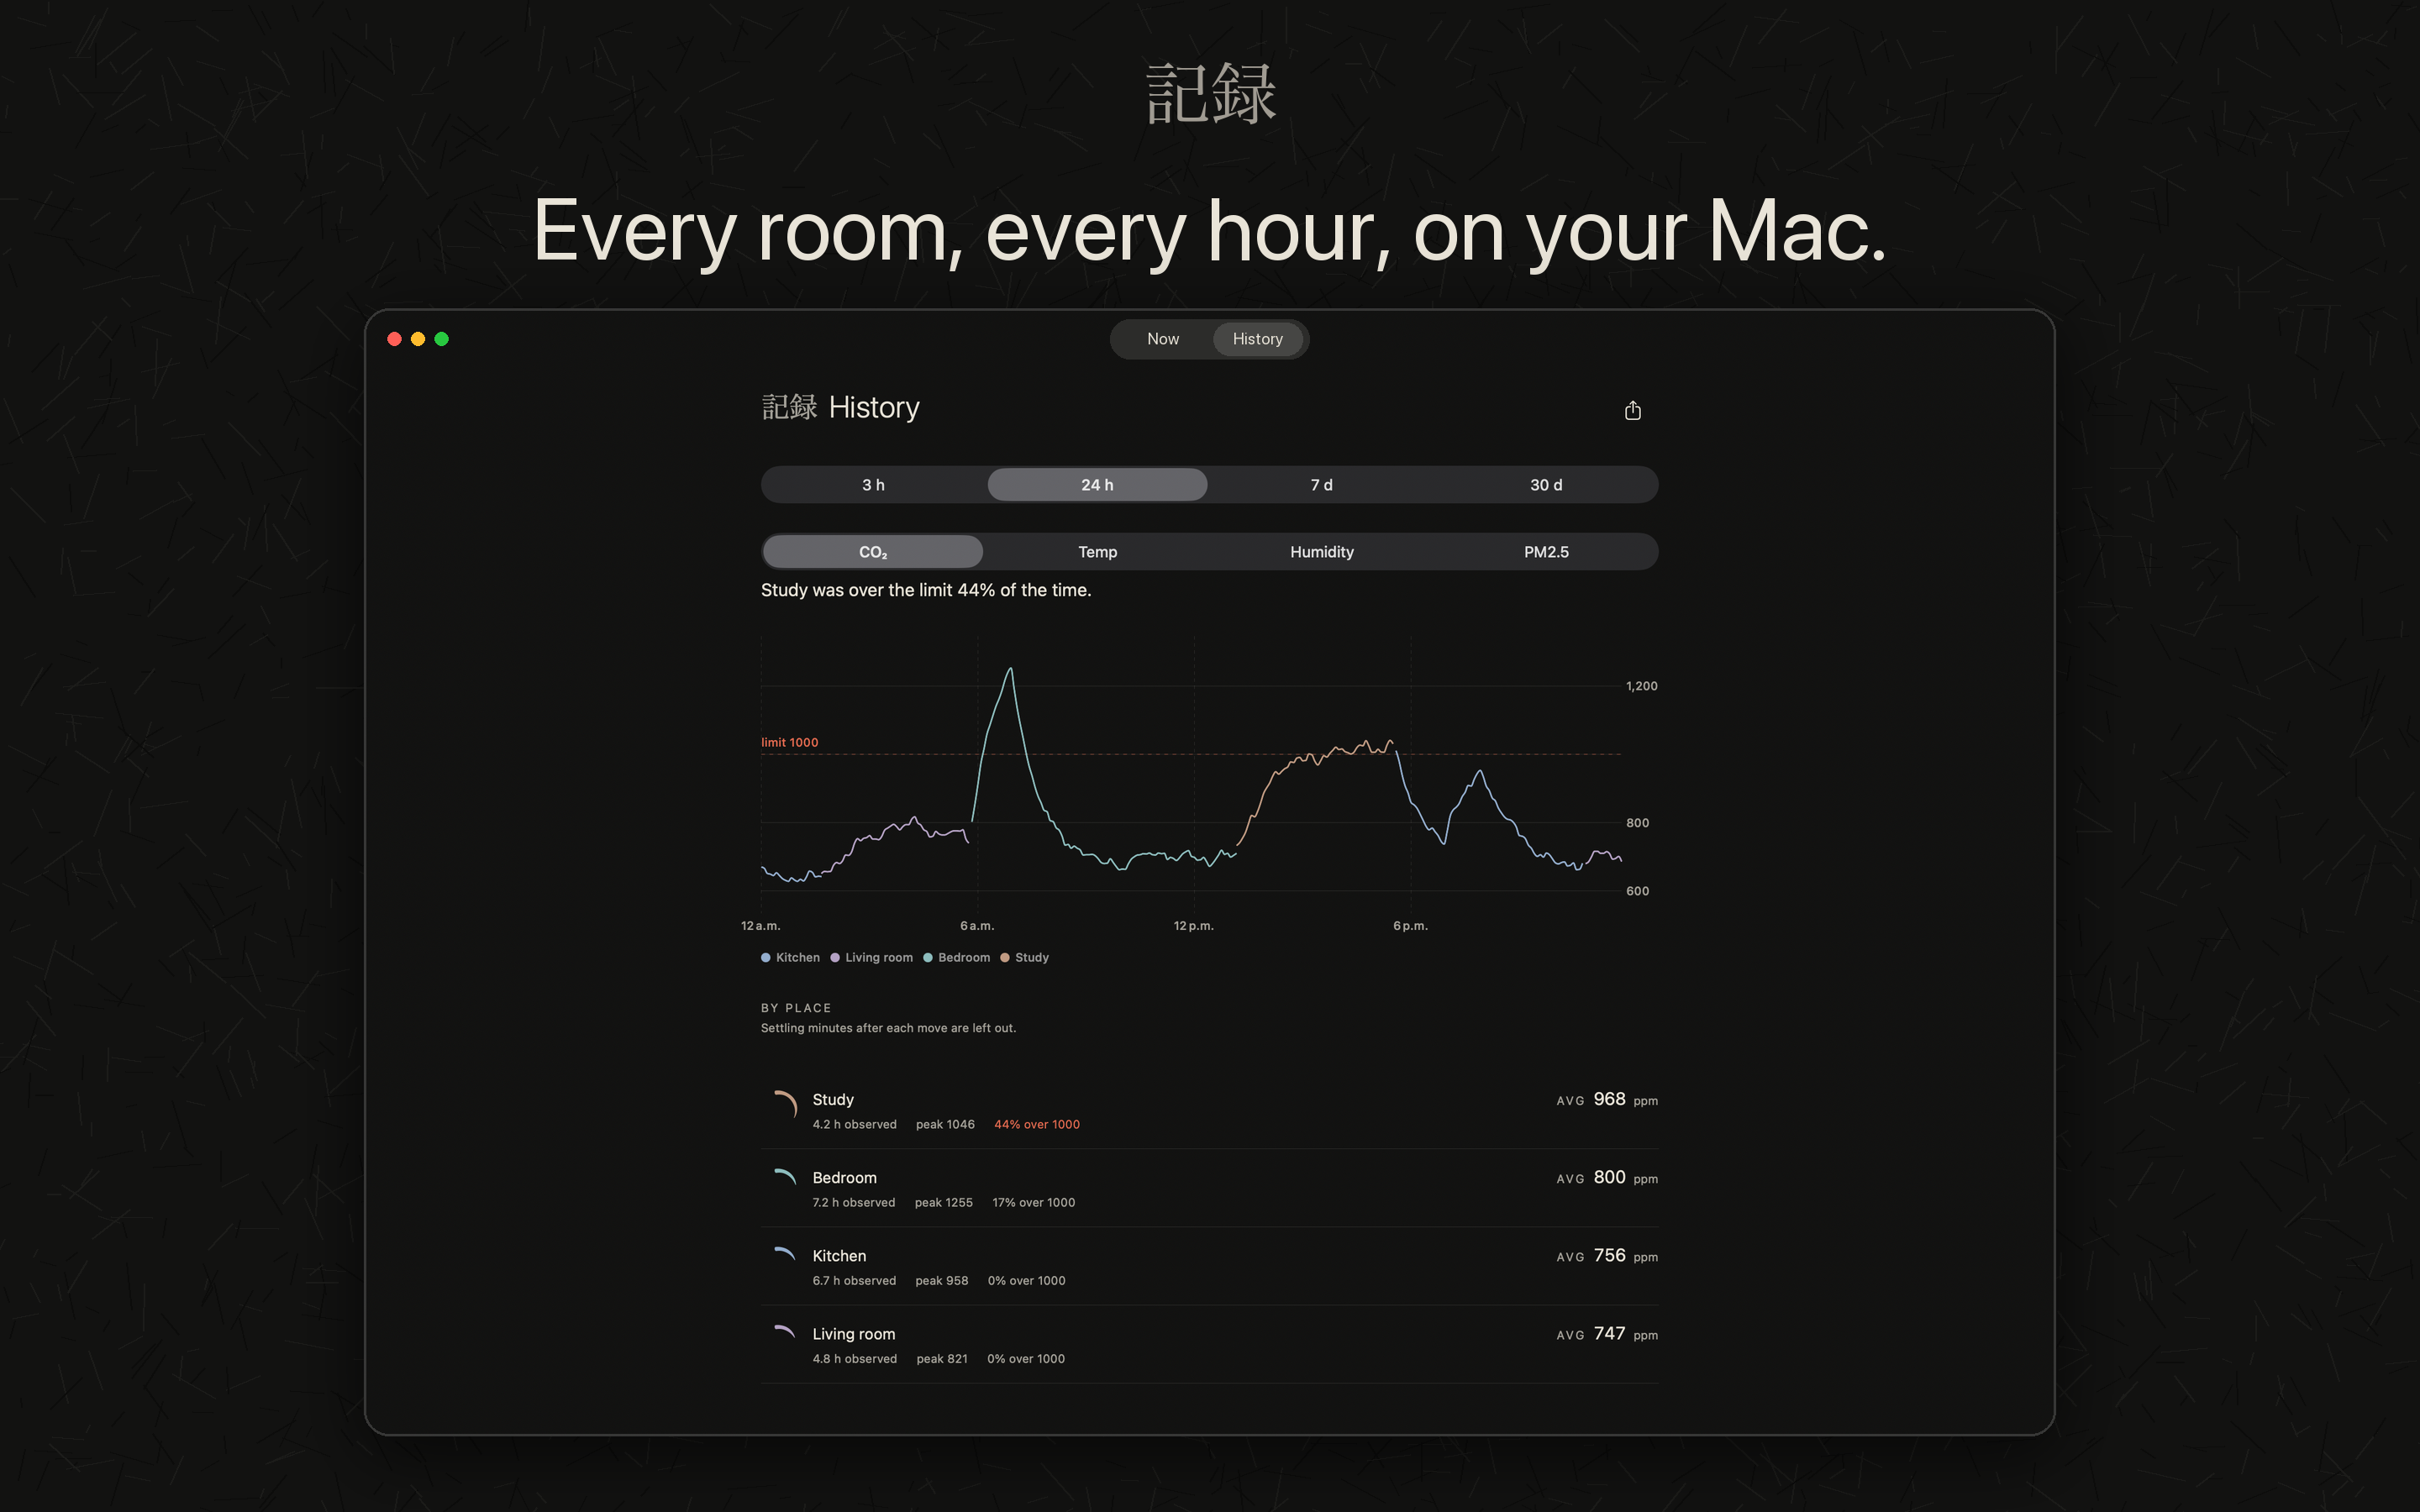 記録
Every room, every hour, on your Mac.
Now History
記録 History
3 h 24 h 7 d 30 d
CO₂ Temp Humidity PM2.5
Study was over the limit 44% of the time.
1,200
limit 1000
800
600
12 a.m. 6 a.m. 12 p.m. 6 p.m.
Kitchen Living room Bedroom Study
BY PLACE
Settling minutes after each move are left out.
Study AVG 968 ppm
4.2 h observed peak 1046 44% over 1000
Bedroom AVG 800 ppm
7.2 h observed peak 1255 17% over 1000
Kitchen AVG 756 ppm
6.7 h observed peak 958 0% over 1000
Living room AVG 747 ppm
4.8 h observed peak 821 0% over 1000